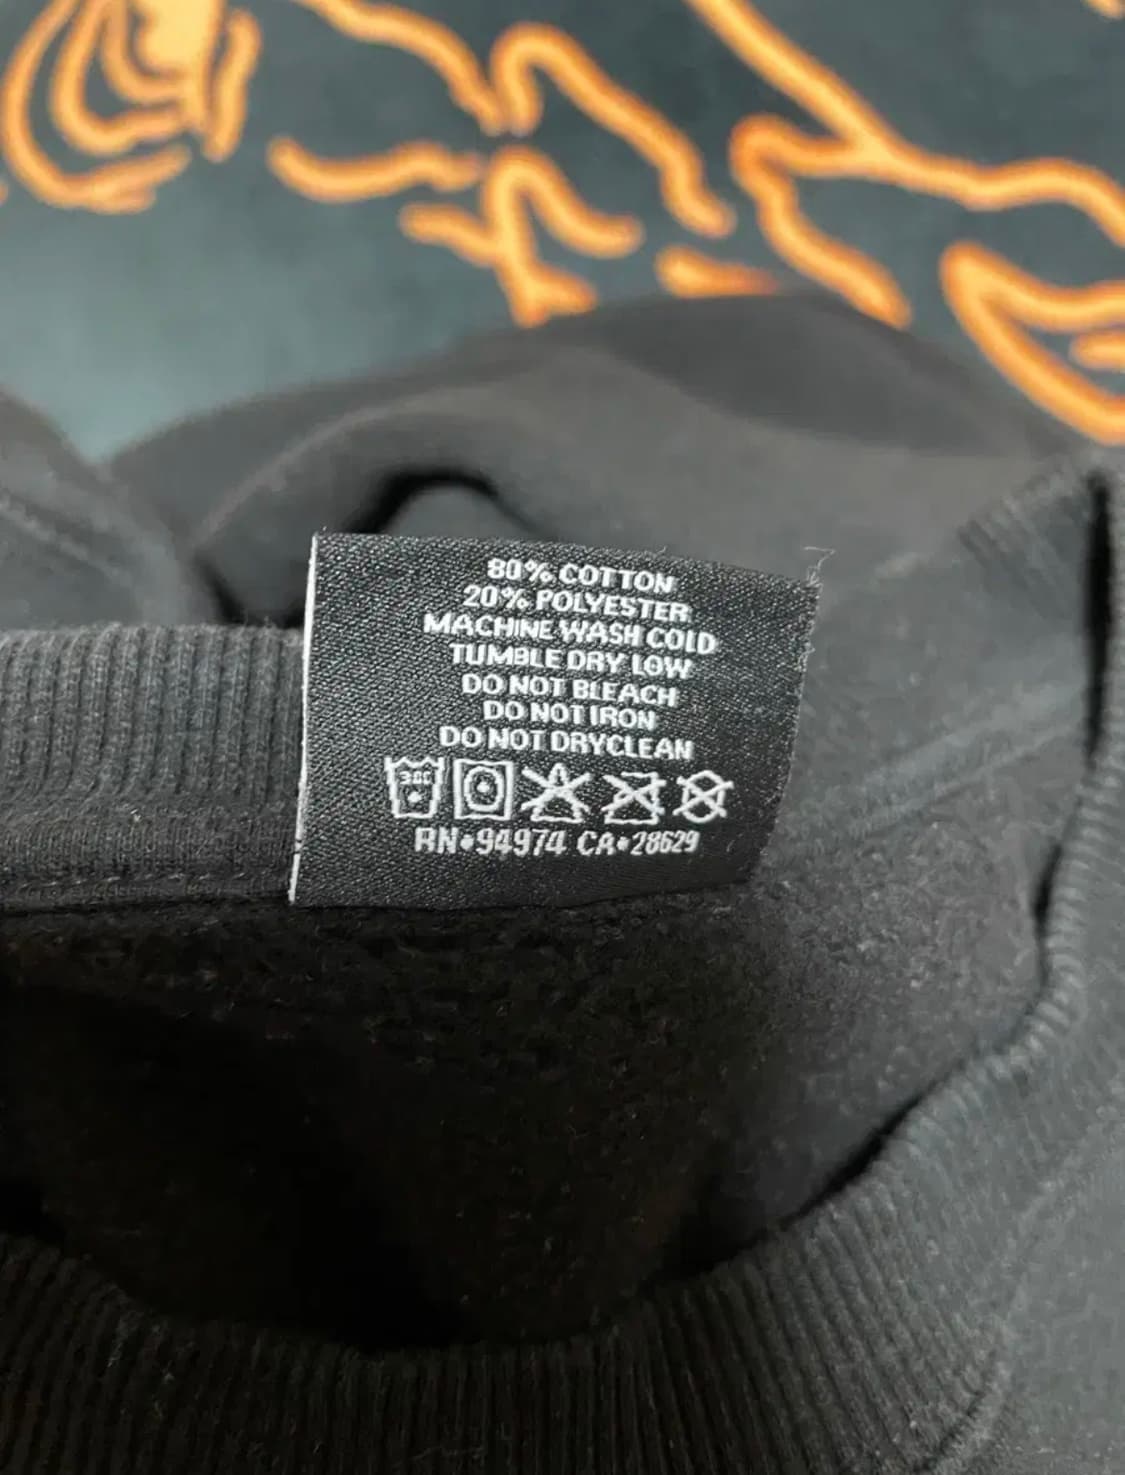 80% COTTON
20% POLYESTER
MACHINE WASH COLD
TUMBLE DRY LOW
DO NOT BLEACH
DO NOT IRON
DO NOT DRYCLEAN
30C
RN•94974 CA•28629